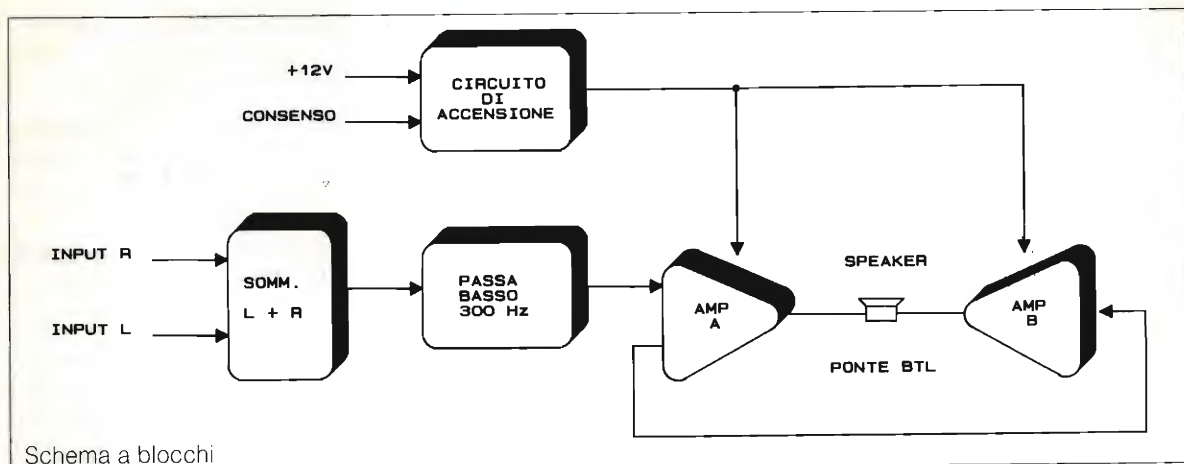 +12V
CONSENSO
CIRCUITO
DI
ACCENSIONE
INPUT R
INPUT L
SOMM.
L + R
PASSA
BASSO
300 Hz
AMP
A
SPEAKER
PONTE BTL
AMP
B
Schema a blocchi